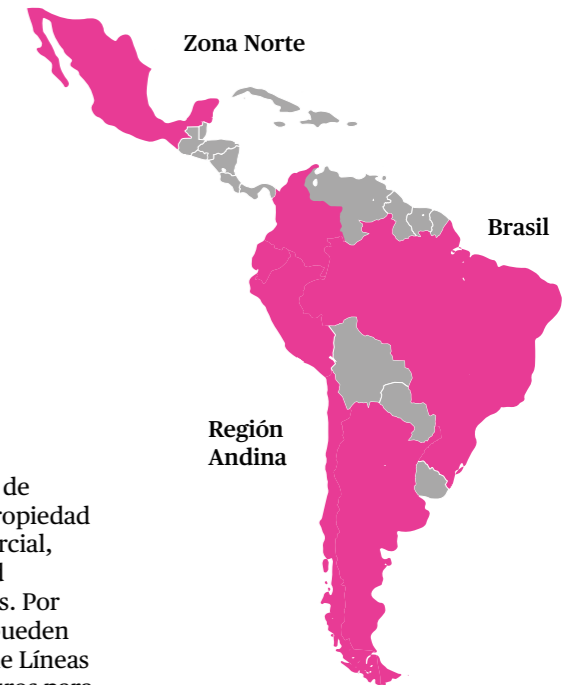 Zona Norte
Brasil
Región
Andina
de
ropiedad
rcial,
l
s. Por
ueden
e Líneas